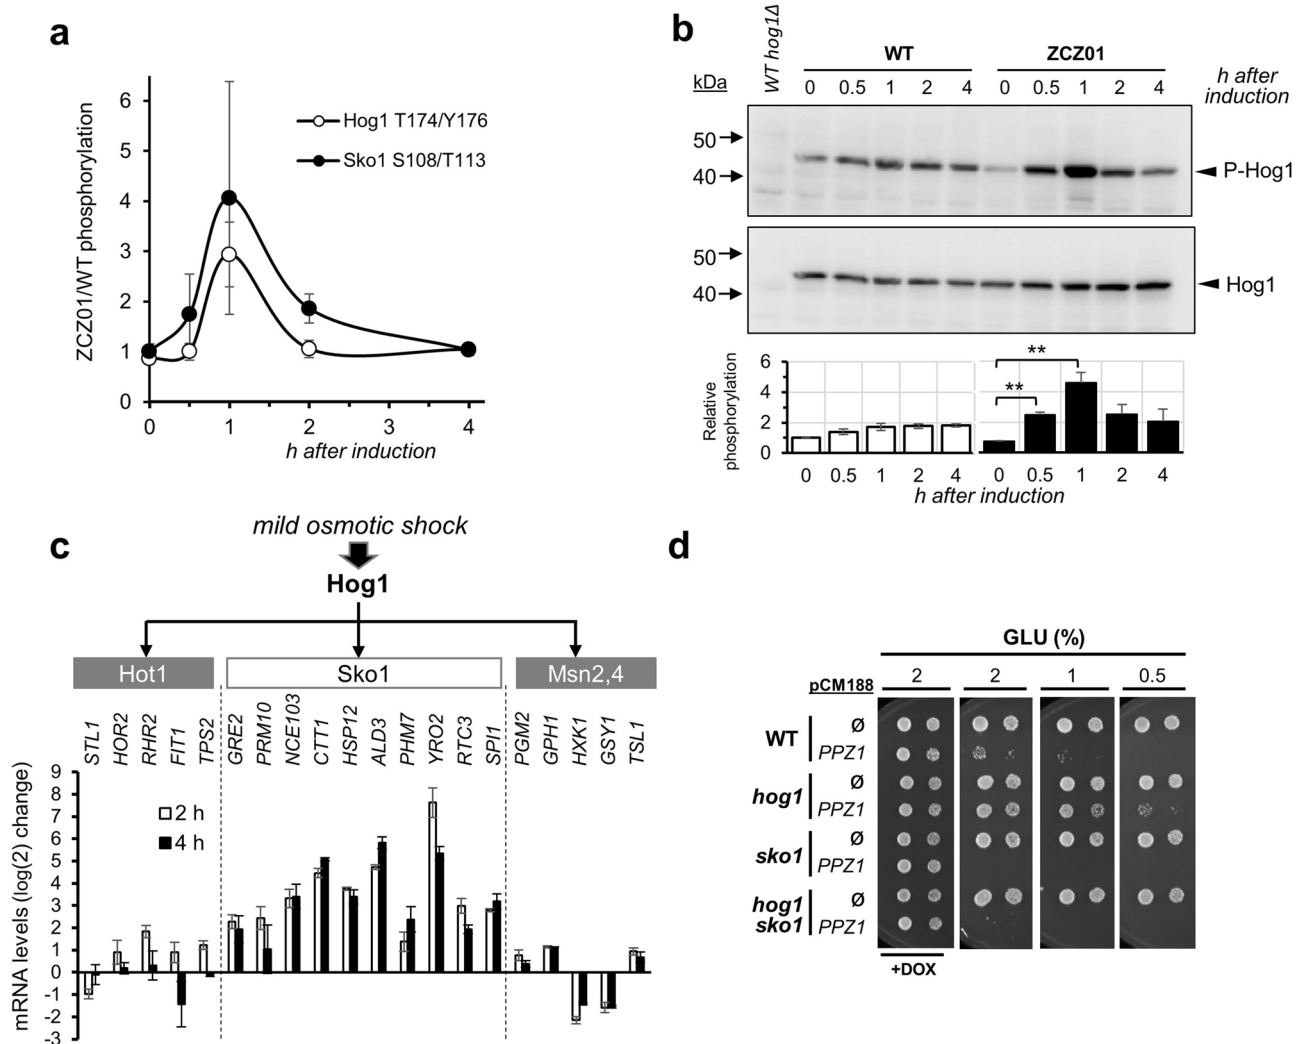 a
ZCZ01/WT phosphorylation
6
5
4
3
2
1
0
Hog1 T174/Y176
Sko1 S108/T113
0 1 2 3 4
h after induction
b
WT hog1Δ
WT ZCZ01
kDa 0 0.5 1 2 4 0 0.5 1 2 4 h after
induction
50
40
P-Hog1
50
40
Hog1
Relative
phosphorylation
6
4
2
0
**
**
0 0.5 1 2 4 0 0.5 1 2 4
h after induction
c
mild osmotic shock
Hog1
Hot1 Sko1 Msn2,4
STL1 HOR2 RHR2 FIT1 TPS2 GRE2 PRM10 NCE103 CTT1 HSP12 ALD3 PHM7 YRO2 RTC3 SPI1 PGM2 GPH1 HXK1 GSY1 TSL1
mRNA levels (log(2) change)
9
8
7
6
5
4
3
2
1
0
-1
-2
-3
2 h
4 h
d
GLU (%)
pCM188 2 2 1 0.5
WT Ø
PPZ1
hog1 Ø
PPZ1
sko1 Ø
PPZ1
hog1 Ø
sko1 PPZ1
+DOX